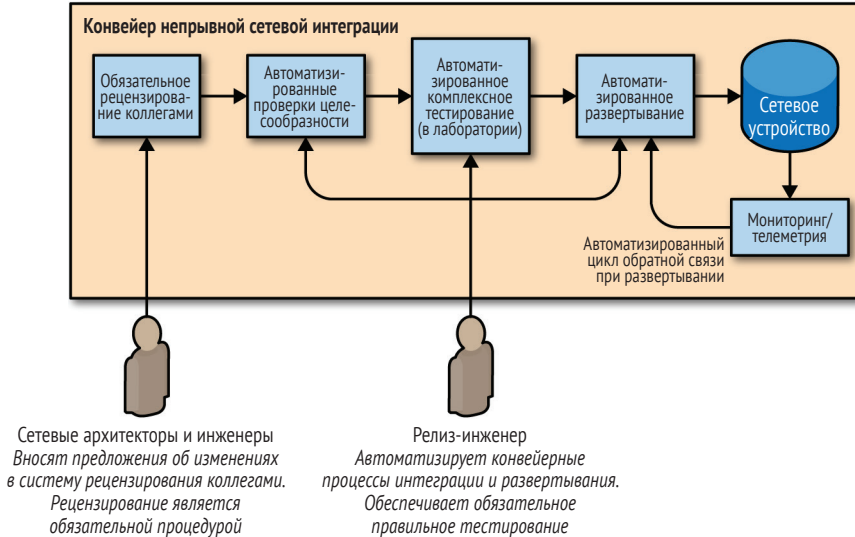 Конвейер непрывной сетевой интеграции
Обязательное
рецензирова-
ние коллегами
Автоматизи-
рованные
проверки целе-
сообразности
Автомати-
зированное
комплексное
тестирование
(в лаборатории)
Автомати-
зированное
развертывание
Сетевое
устройство
Мониторинг/
телеметрия
Автоматизированный
цикл обратной связи
при развертывании
Сетевые архитекторы и инженеры
Вносят предложения об изменениях
в систему рецензирования коллегами.
Рецензирование является
обязательной процедурой
Релиз-инженер
Автоматизирует конвейерные
процессы интеграции и развертывания.
Обеспечивает обязательное
правильное тестирование